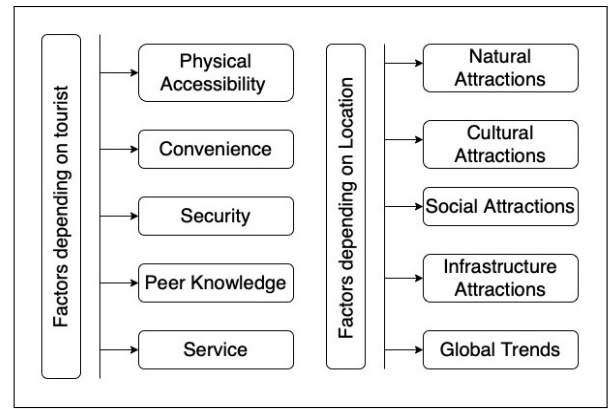 Factors depending on tourist
Physical
Accessibility
Convenience
Security
Peer Knowledge
Service
Factors depending on Location
Natural
Attractions
Cultural
Attractions
Social Attractions
Infrastructure
Attractions
Global Trends